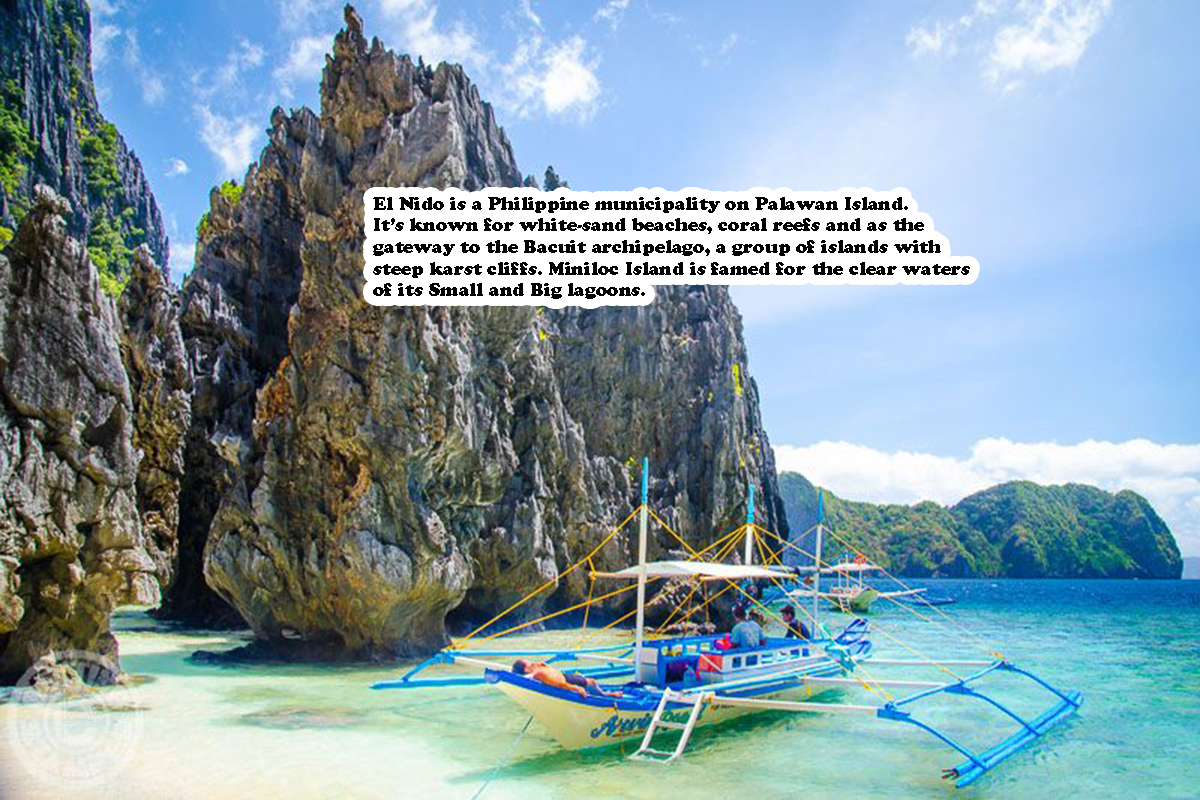 El Nido is a Philippine municipality on Palawan Island.
It's known for white-sand beaches, coral reefs and as the
gateway to the Bacuit archipelago, a group of islands with
steep karst cliffs. Miniloc Island is famed for the clear waters
of its Small and Big lagoons.